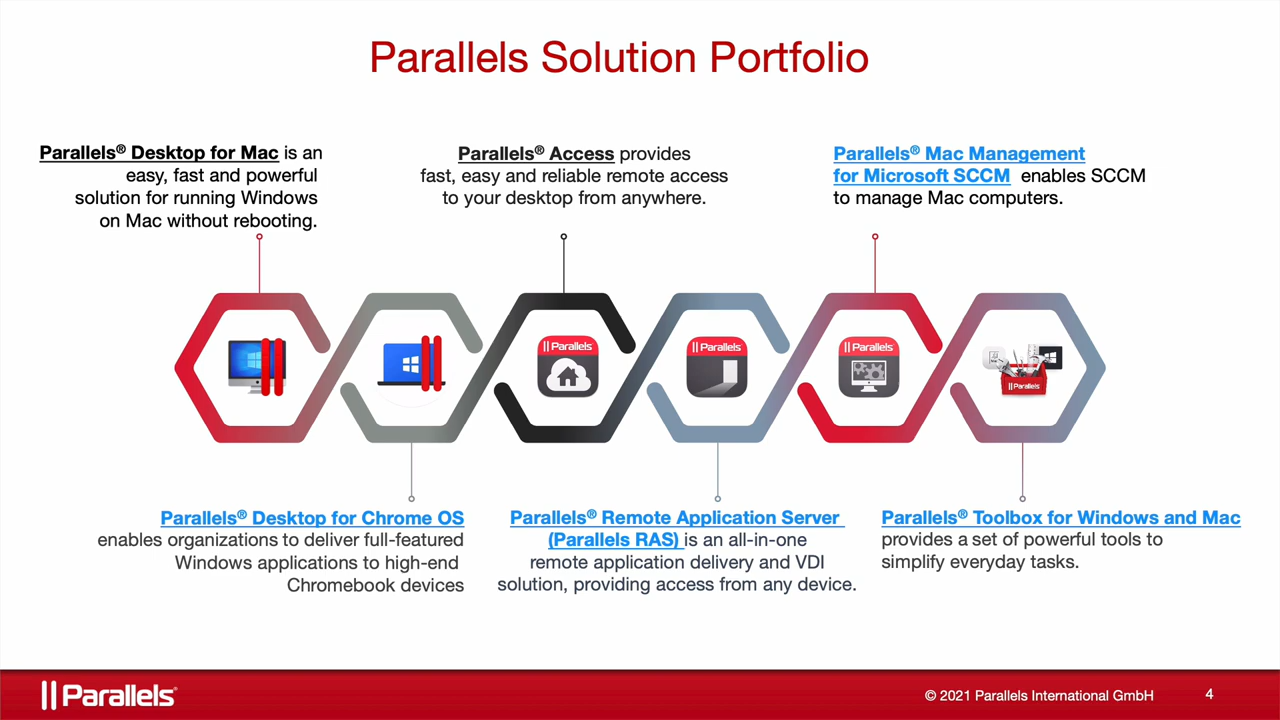 Parallels Solution Portfolio
Parallels® Desktop for Mac is an
easy, fast and powerful
solution for running Windows
on Mac without rebooting.
Parallels® Access provides
fast, easy and reliable remote access
to your desktop from anywhere.
Parallels® Mac Management
for Microsoft SCCM enables SCCM
to manage Mac computers.
Parallels
Parallels
Parallels
Parallels
Parallels® Desktop for Chrome OS
enables organizations to deliver full-featured
Windows applications to high-end
Chromebook devices
Parallels® Remote Application Server
(Parallels RAS) is an all-in-one
remote application delivery and VDI
solution, providing access from any device.
Parallels® Toolbox for Windows and Mac
provides a set of powerful tools to
simplify everyday tasks.
Parallels®
© 2021 Parallels International GmbH
4